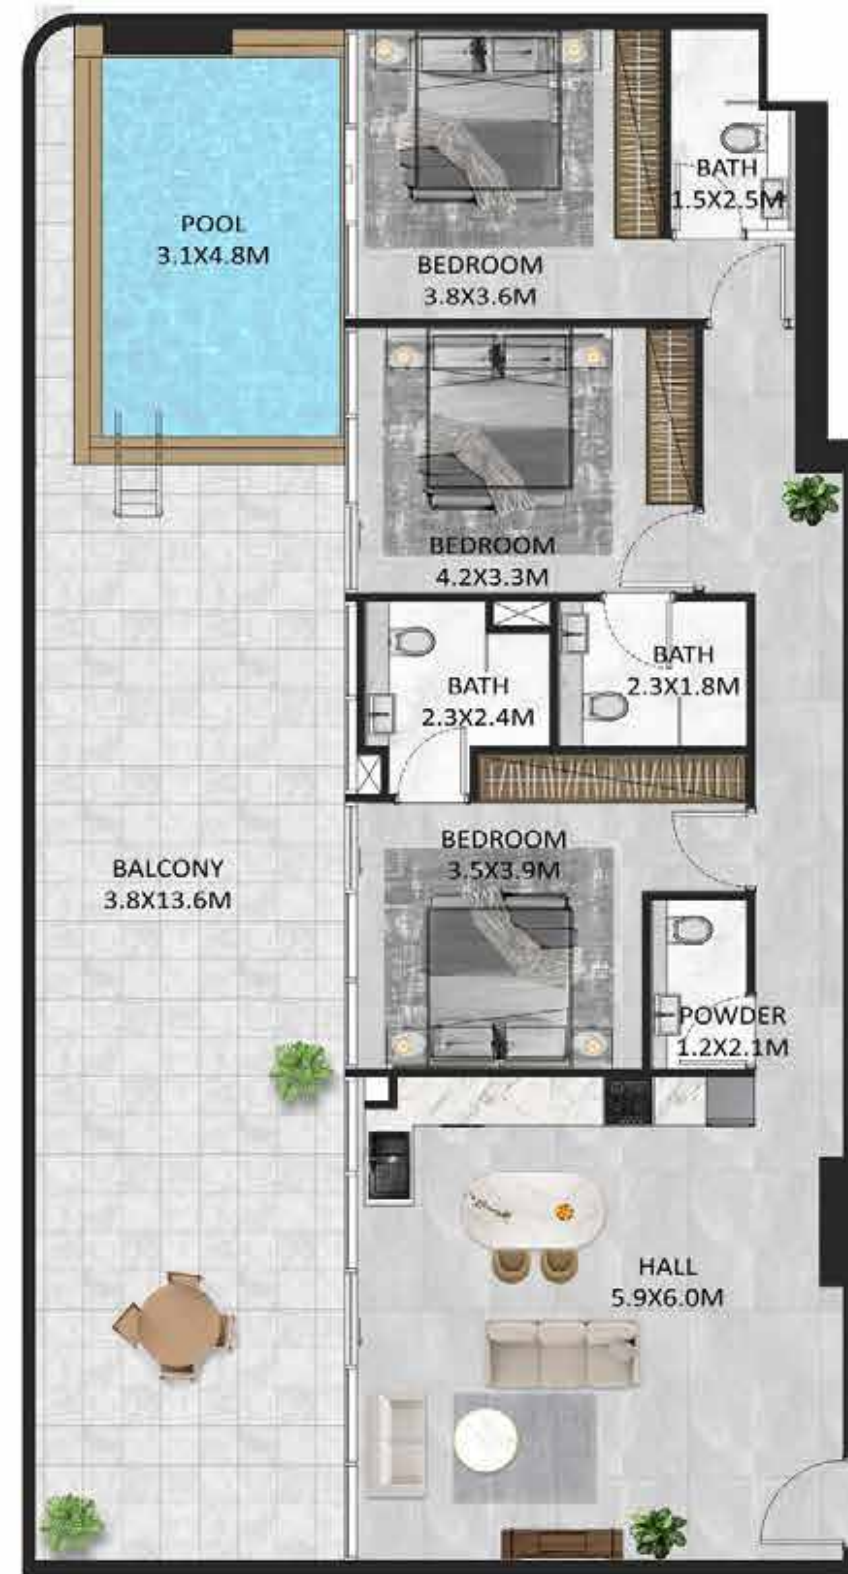 POOL
3.1X4.8M
BATH
1.5X2.5M
BEDROOM
3.8X3.6M
BEDROOM
4.2X3.3M
BATH
2.3X1.8M
BATH
2.3X2.4M
BEDROOM
3.5X3.9M
BALCONY
3.8X13.6M
POWDER
1.2X2.1M
HALL
5.9X6.0M